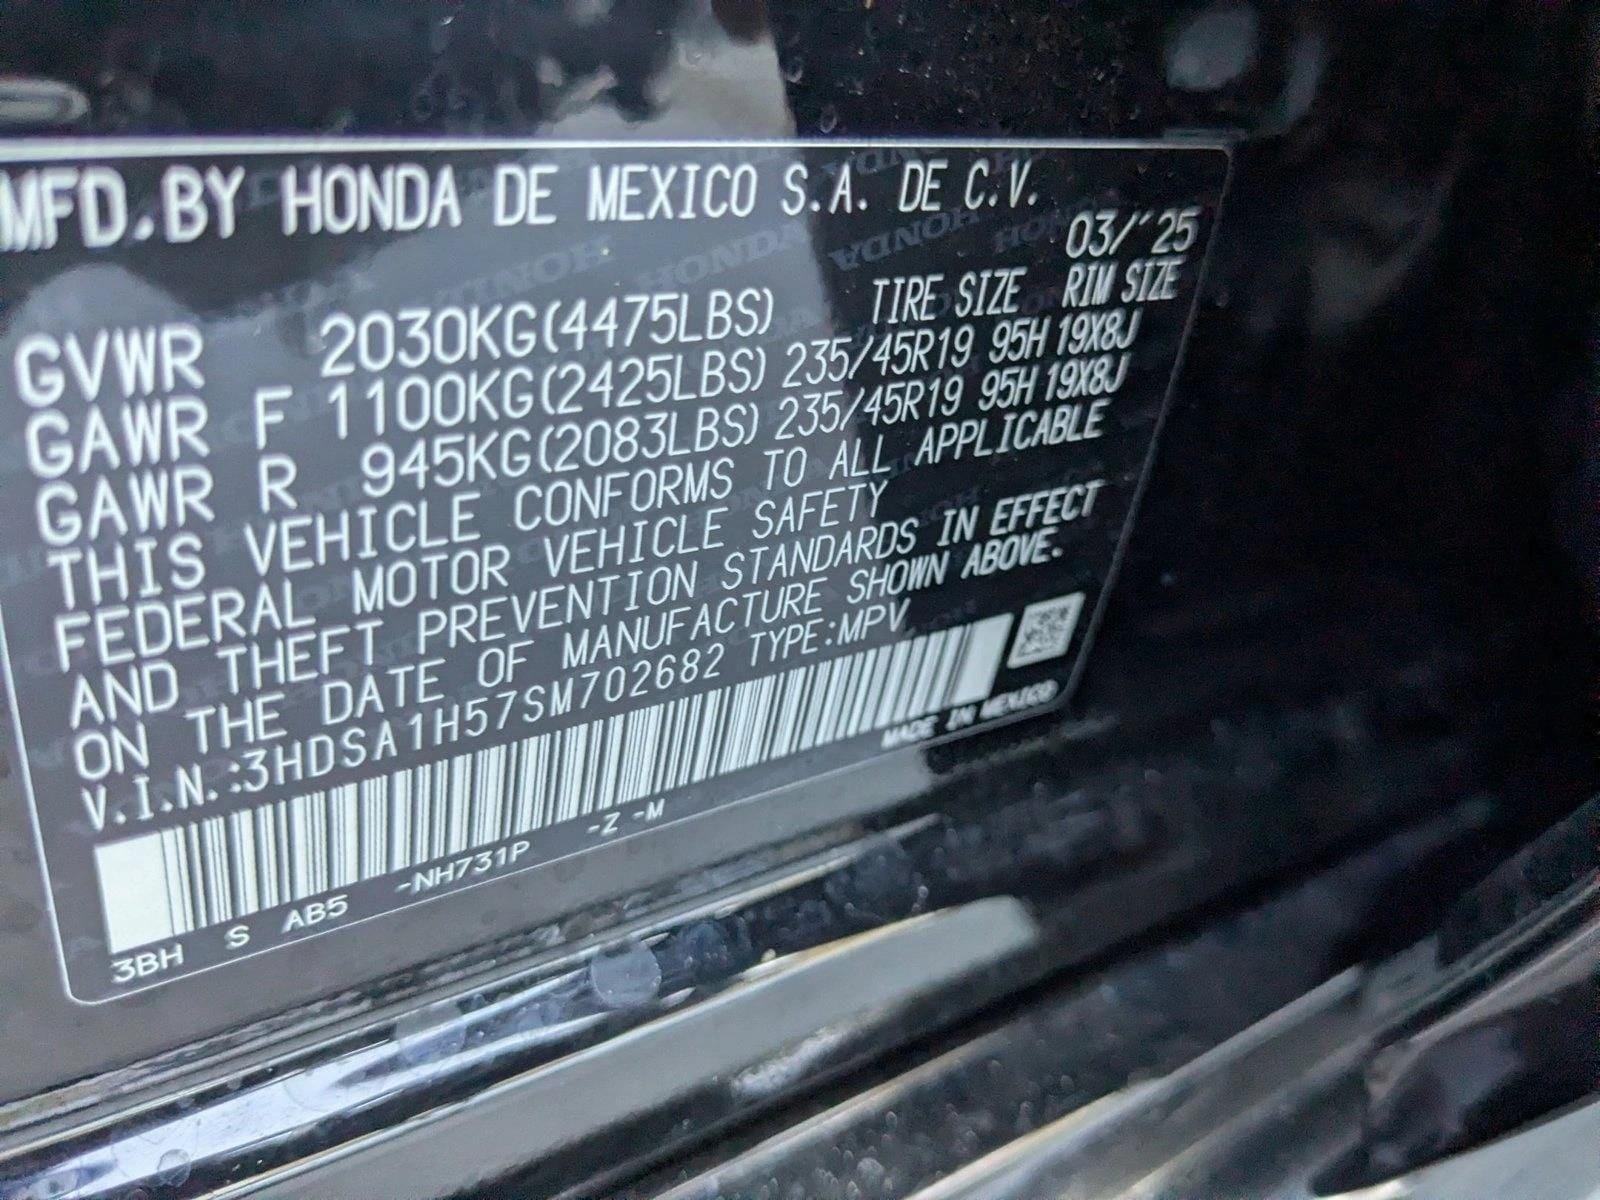 MFD.BY HONDA DE MEXICO S.A. DE C.V.
03/'25
GVWR 2030KG(4475LBS) TIRE SIZE RIM SIZE
GAWR F 1100KG(2425LBS) 235/45R19 95H 19X8J
GAWR R 945KG(2083LBS) 235/45R19 95H 19X8J
THIS VEHICLE CONFORMS TO ALL APPLICABLE
FEDERAL MOTOR VEHICLE SAFETY
AND THEFT PREVENTION STANDARDS IN EFFECT
ON THE DATE OF MANUFACTURE SHOWN ABOVE.
V.I.N.:3HDSA1H57SM702682 TYPE:MPV
MADE IN MEXICO
3BH S AB5 -NH731P -Z -M